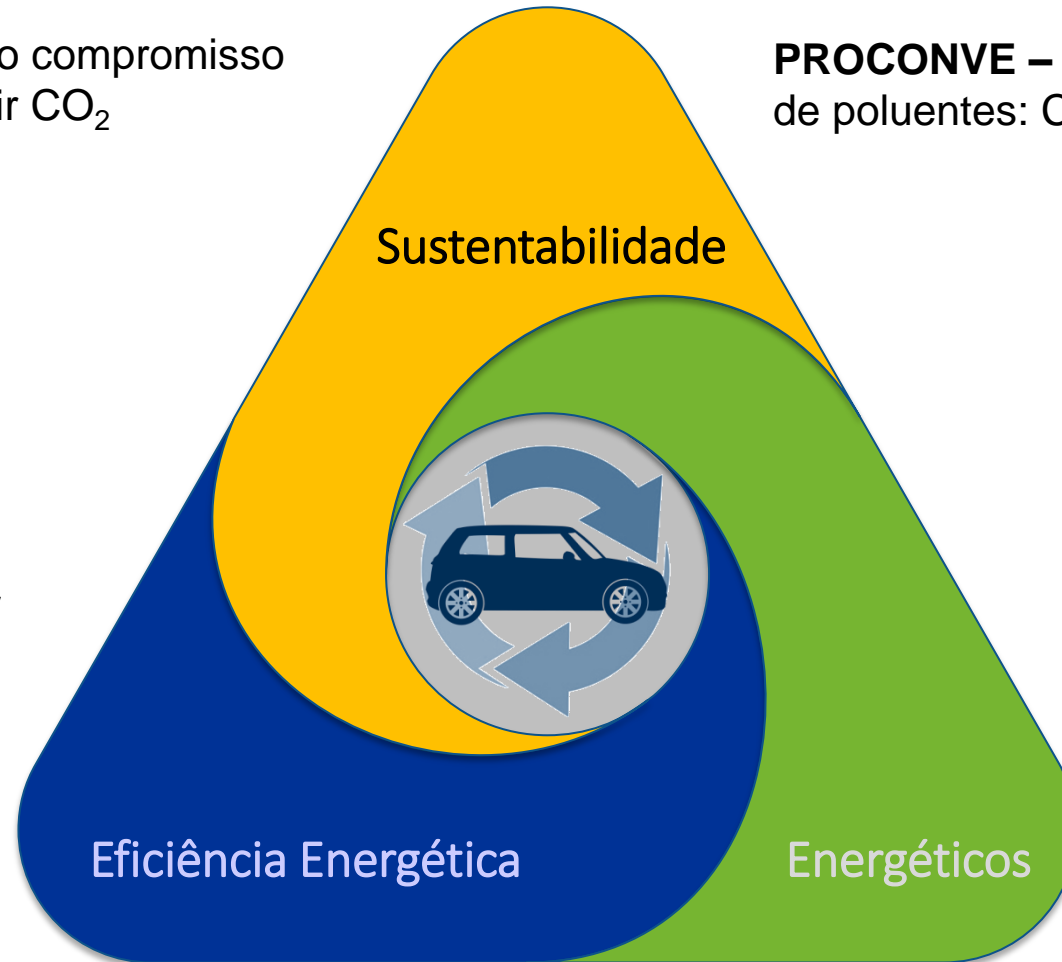 o compromisso
ir CO₂
PROCONVE –
de poluentes: C
Sustentabilidade
Eficiência Energética
Energéticos